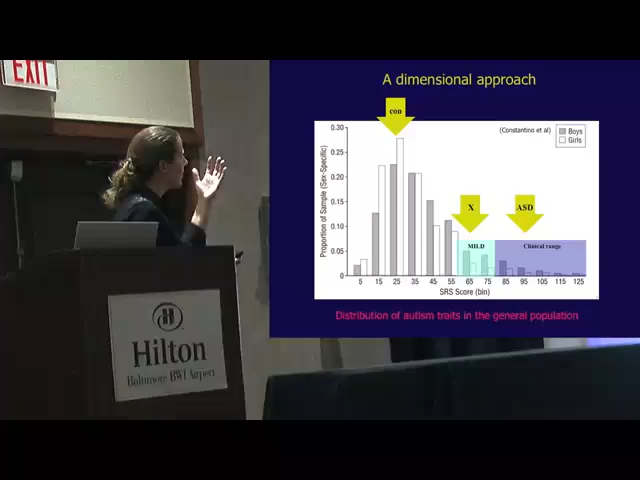 EXIT
A dimensional approach
con
(Constantino et al)
Boys
Girls
Proportion of Sample (Sex-Specific)
0.30
0.25
0.20
0.15
0.10
0.05
0
X
ASD
MILD
Clinical range
5 15 25 35 45 55 65 75 85 95 105 115 125
SRS Score (bin)
Distribution of autism traits in the general population
H
Hilton
Baltimore BWI Airport